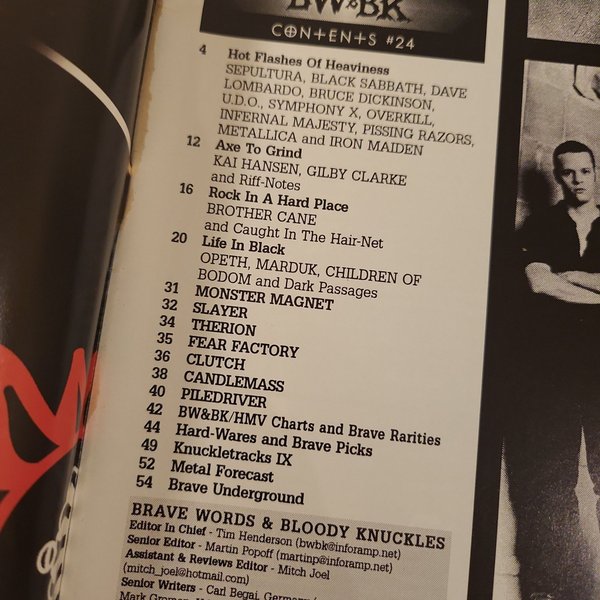 BW&BK
CONTENTS #24
4 Hot Flashes Of Heaviness
SEPULTURA, BLACK SABBATH, DAVE
LOMBARDO, BRUCE DICKINSON,
U.D.O., SYMPHONY X, OVERKILL,
INFERNAL MAJESTY, PISSING RAZORS,
METALLICA and IRON MAIDEN
12 Axe To Grind
KAI HANSEN, GILBY CLARKE
and Riff-Notes
16 Rock In A Hard Place
BROTHER CANE
and Caught In The Hair-Net
20 Life In Black
OPETH, MARDUK, CHILDREN OF
BODOM and Dark Passages
31 MONSTER MAGNET
32 SLAYER
34 THERION
35 FEAR FACTORY
36 CLUTCH
38 CANDLEMASS
40 PILEDRIVER
42 BW&BK/HMV Charts and Brave Rarities
44 Hard-Wares and Brave Picks
49 Knuckletracks IX
52 Metal Forecast
54 Brave Underground
BRAVE WORDS & BLOODY KNUCKLES
Editor In Chief - Tim Henderson (bwbk@inforamp.net)
Senior Editor - Martin Popoff (martinp@inforamp.net)
Assistant & Reviews Editor - Mitch Joel
(mitch_joel@hotmail.com)
Senior Writers - Carl Begai, Germany